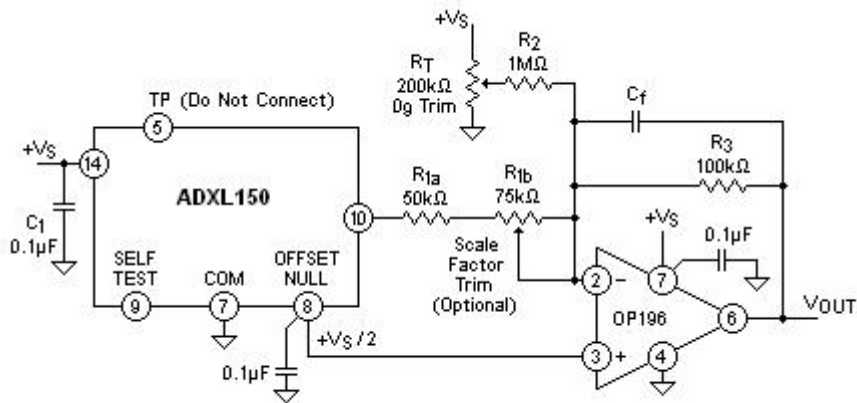 +VS
R2
1MΩ
RT
200kΩ
0g Trim
TP (Do Not Connect)
5
Cf
+VS
14
R3
100kΩ
ADXL150
R1a
50kΩ
R1b
75kΩ
10
C1
0.1µF
+VS
0.1µF
SELF
TEST
COM
OFFSET
NULL
Scale
Factor
Trim
(Optional)
2
−
7
9
7
8
OP196
6
VOUT
+VS/2
3
+
4
0.1µF